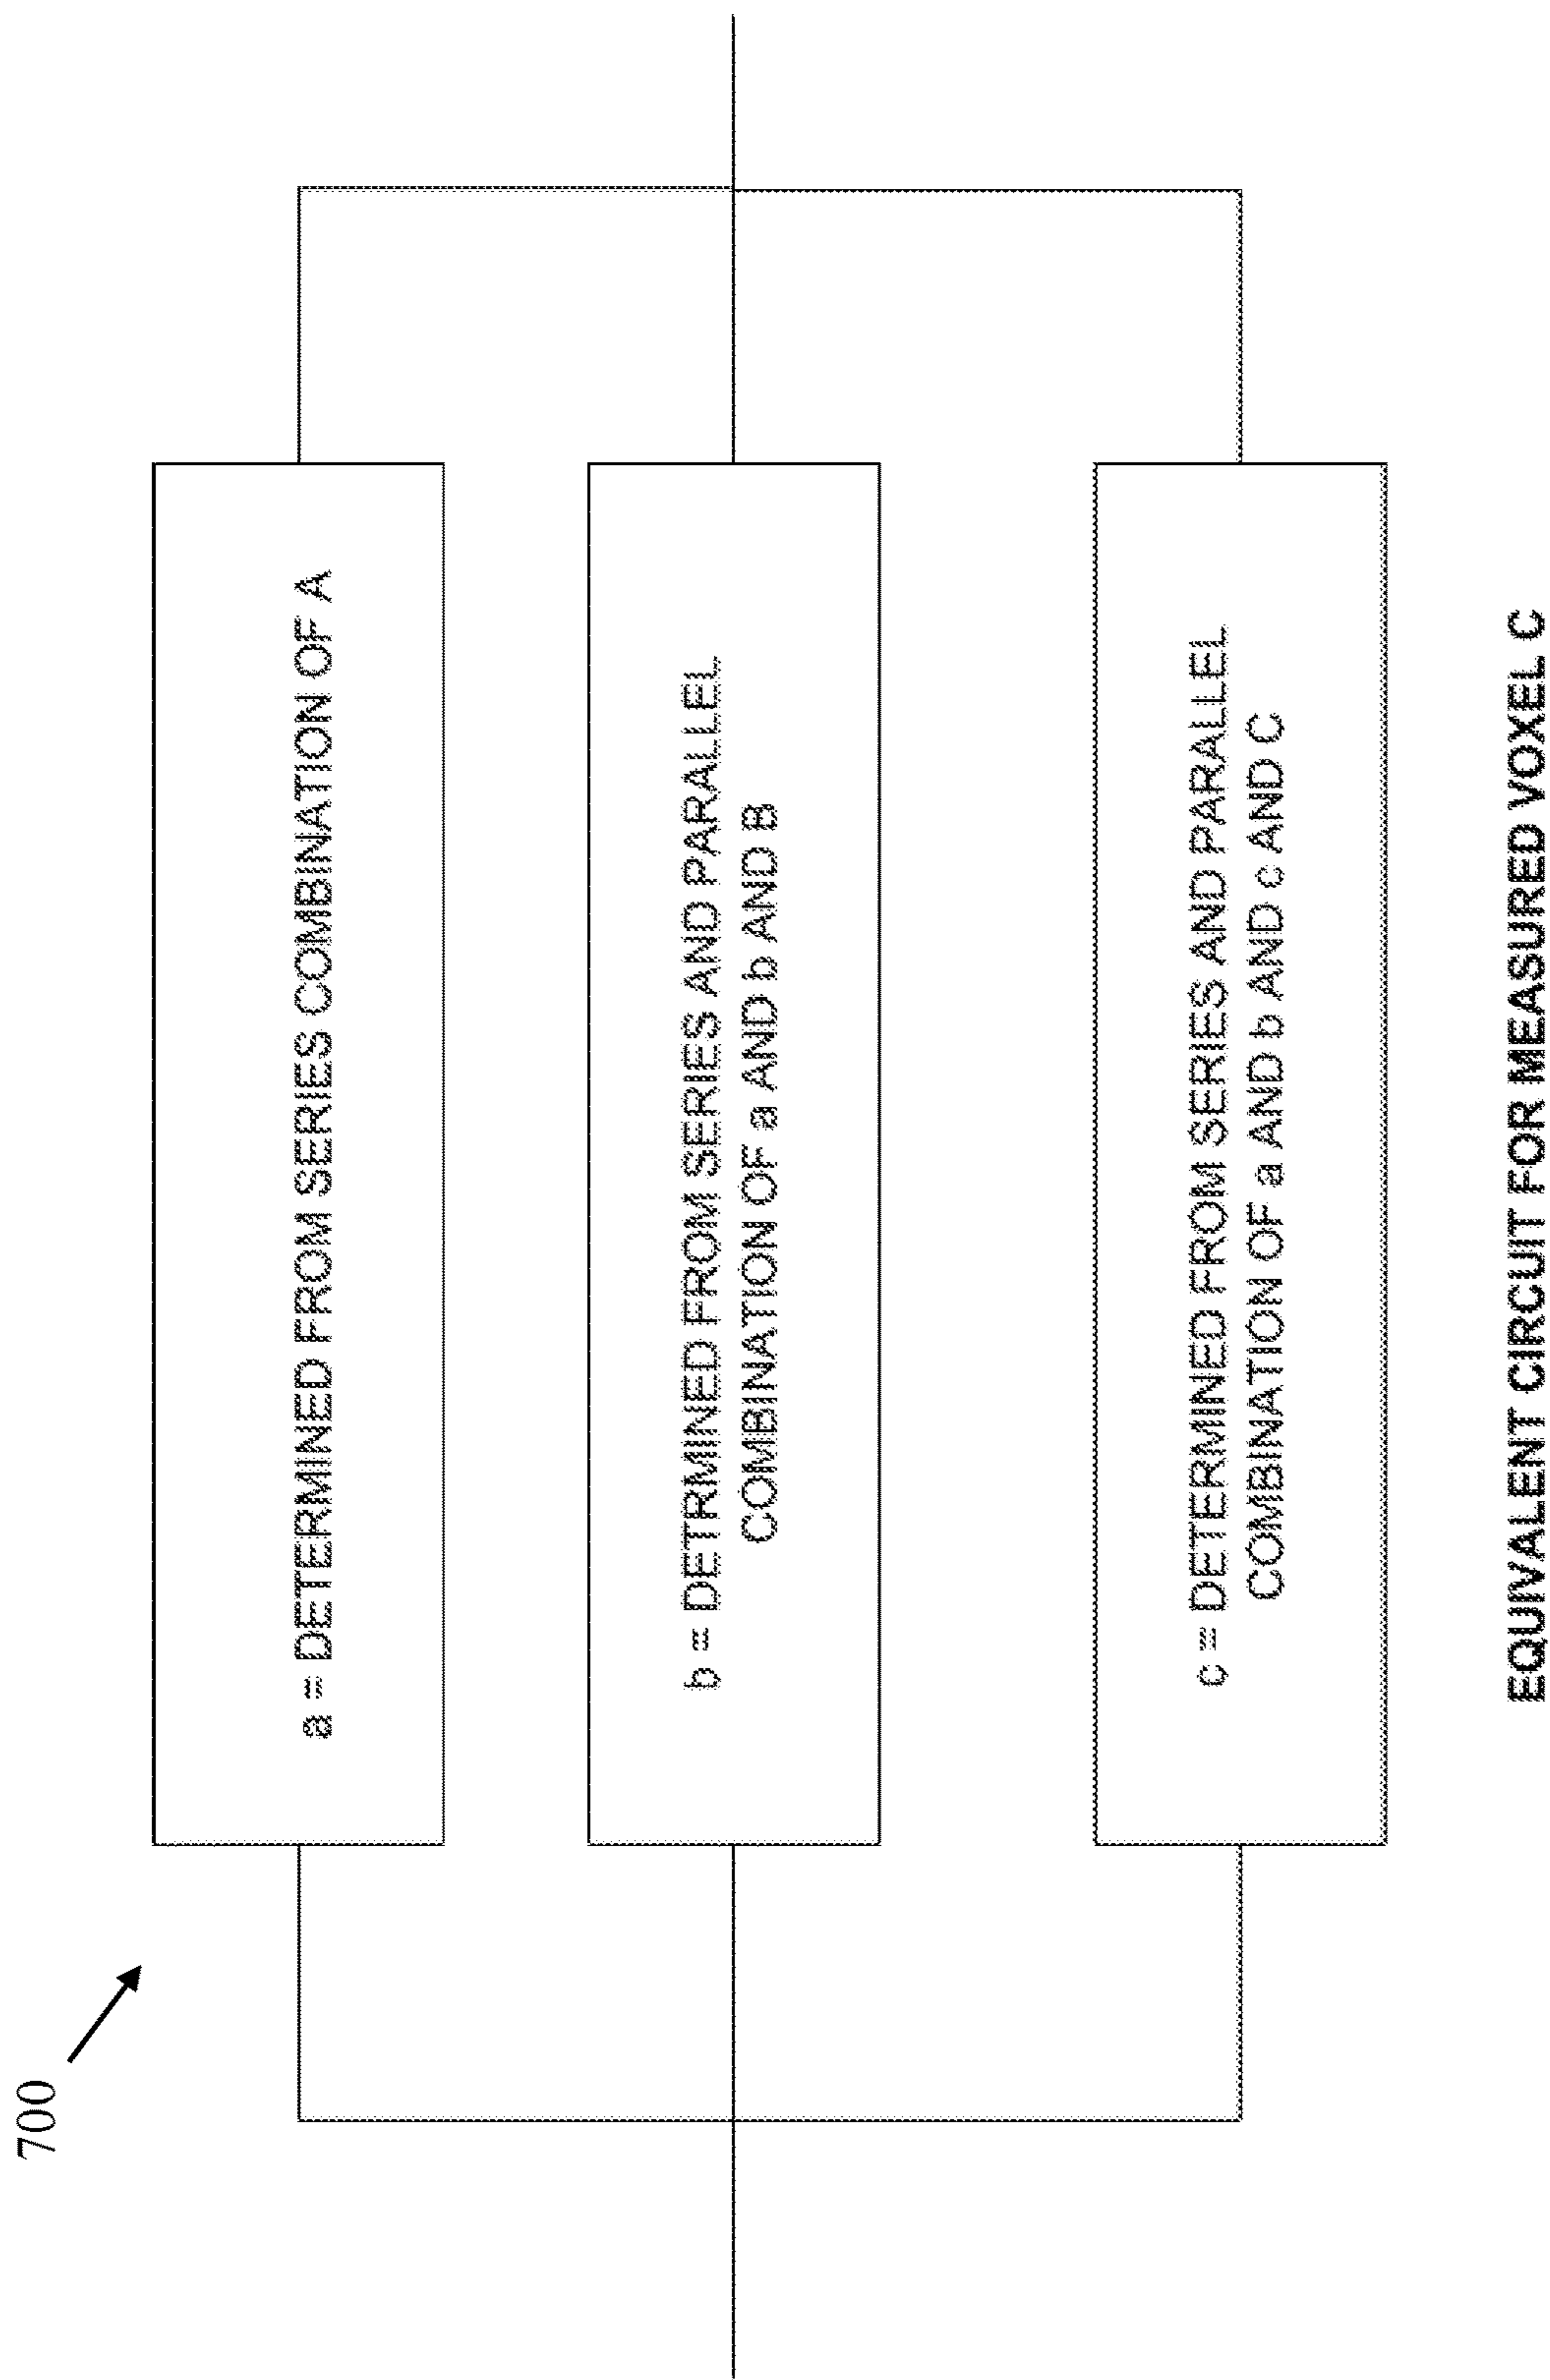 700
a = DETERMINED FROM SERIES COMBINATION OF A
b = DETRMINED FROM SERIES AND PARALLEL
COMBINATION OF a AND b AND B
c = DETERMINED FROM SERIES AND PARALLEL
COMBINATION OF a AND b AND c AND C
EQUIVALENT CIRCUIT FOR MEASURED VOXEL C